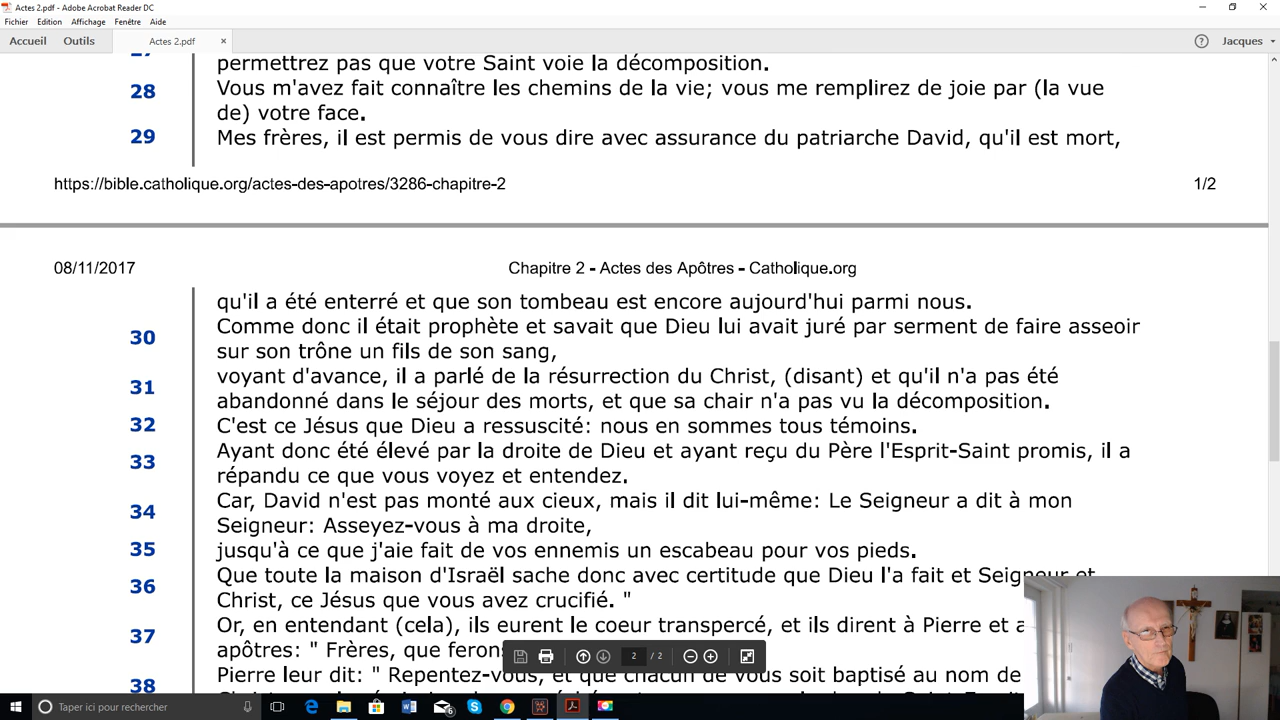 Actes 2.pdf - Adobe Acrobat Reader DC
Fichier Edition Affichage Fenêtre Aide
Accueil Outils Actes 2.pdf × Jacques
permettrez pas que votre Saint voie la décomposition.
28 Vous m'avez fait connaître les chemins de la vie; vous me remplirez de joie par (la vue
de) votre face.
29 Mes frères, il est permis de vous dire avec assurance du patriarche David, qu'il est mort,
https://bible.catholique.org/actes-des-apotres/3286-chapitre-2 1/2
08/11/2017 Chapitre 2 - Actes des Apôtres - Catholique.org
qu'il a été enterré et que son tombeau est encore aujourd'hui parmi nous.
30 Comme donc il était prophète et savait que Dieu lui avait juré par serment de faire asseoir
sur son trône un fils de son sang,
31 voyant d'avance, il a parlé de la résurrection du Christ, (disant) et qu'il n'a pas été
abandonné dans le séjour des morts, et que sa chair n'a pas vu la décomposition.
32 C'est ce Jésus que Dieu a ressuscité: nous en sommes tous témoins.
33 Ayant donc été élevé par la droite de Dieu et ayant reçu du Père l'Esprit-Saint promis, il a
répandu ce que vous voyez et entendez.
34 Car, David n'est pas monté aux cieux, mais il dit lui-même: Le Seigneur a dit à mon
Seigneur: Asseyez-vous à ma droite,
35 jusqu'à ce que j'aie fait de vos ennemis un escabeau pour vos pieds.
36 Que toute la maison d'Israël sache donc avec certitude que Dieu l'a fait et Seigneur et
Christ, ce Jésus que vous avez crucifié. "
37 Or, en entendant (cela), ils eurent le coeur transpercé, et ils dirent à Pierre et a
apôtres: " Frères, que feron
2 / 2
38 Pierre leur dit: " Repentez-vous, et que chacun de vous soit baptisé au nom de
Taper ici pour rechercher